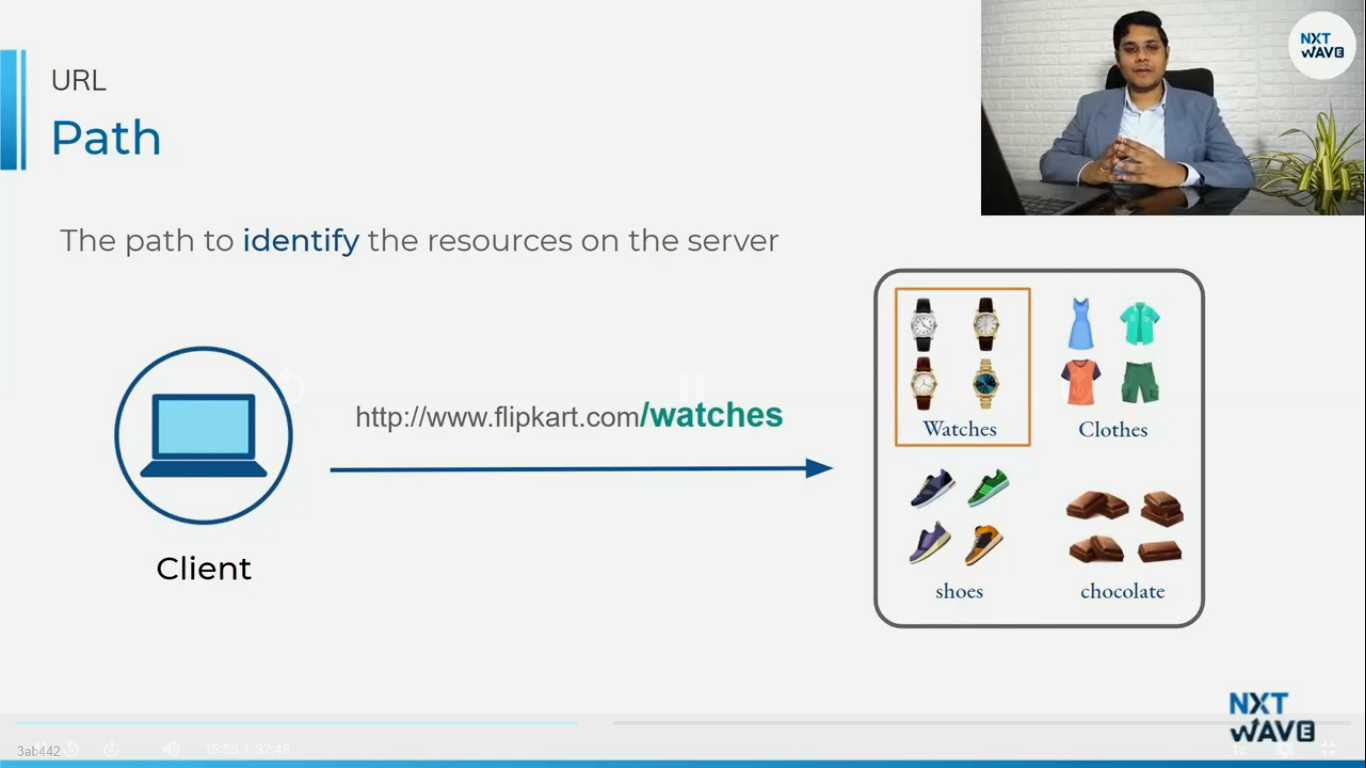 NXT
WAVE
URL
Path
The path to identify the resources on the server
http://www.flipkart.com/watches
Client
Watches
Clothes
shoes
chocolate
NXT
WAVE
3ab442
15:55 / 37:48
1x